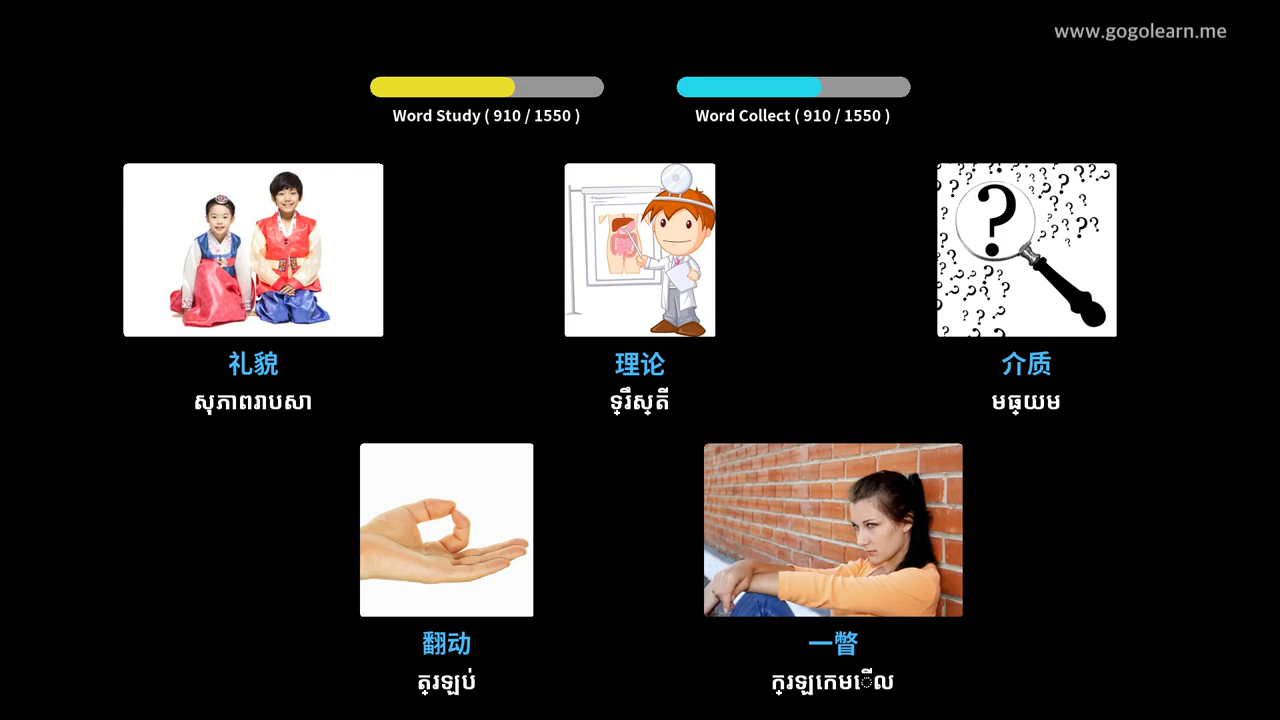 www.gogolearn.me
Word Study ( 910 / 1550 )
Word Collect ( 910 / 1550 )
礼貌
理论
介质
សុភាពរាបសា
ទ្រឹស្តី
មធ្យម
翻动
一瞥
ត្រឡប់
ក្រឡេកមើល